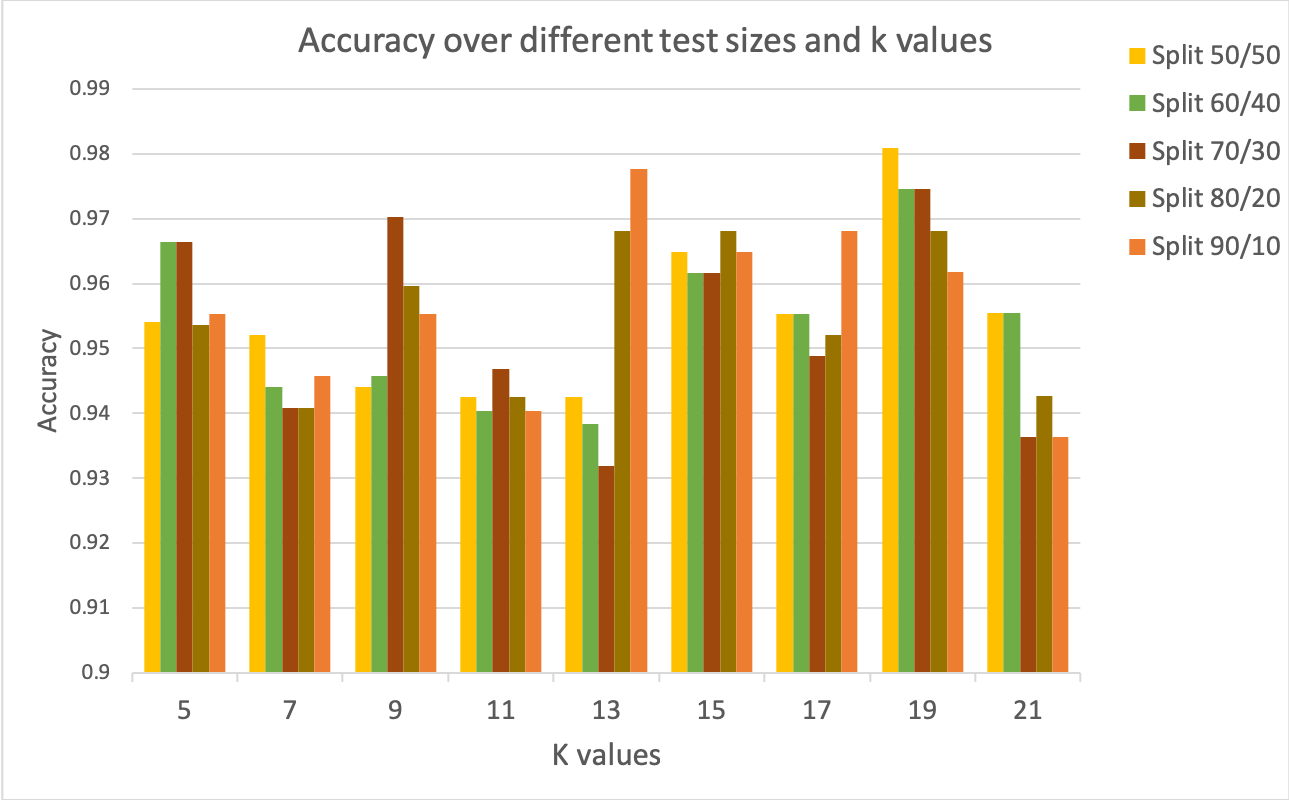 Accuracy over different test sizes and k values
Split 50/50
Split 60/40
Split 70/30
Split 80/20
Split 90/10
0.99
0.98
0.97
0.96
0.95
0.94
0.93
0.92
0.91
0.9
Accuracy
5 7 9 11 13 15 17 19 21
K values